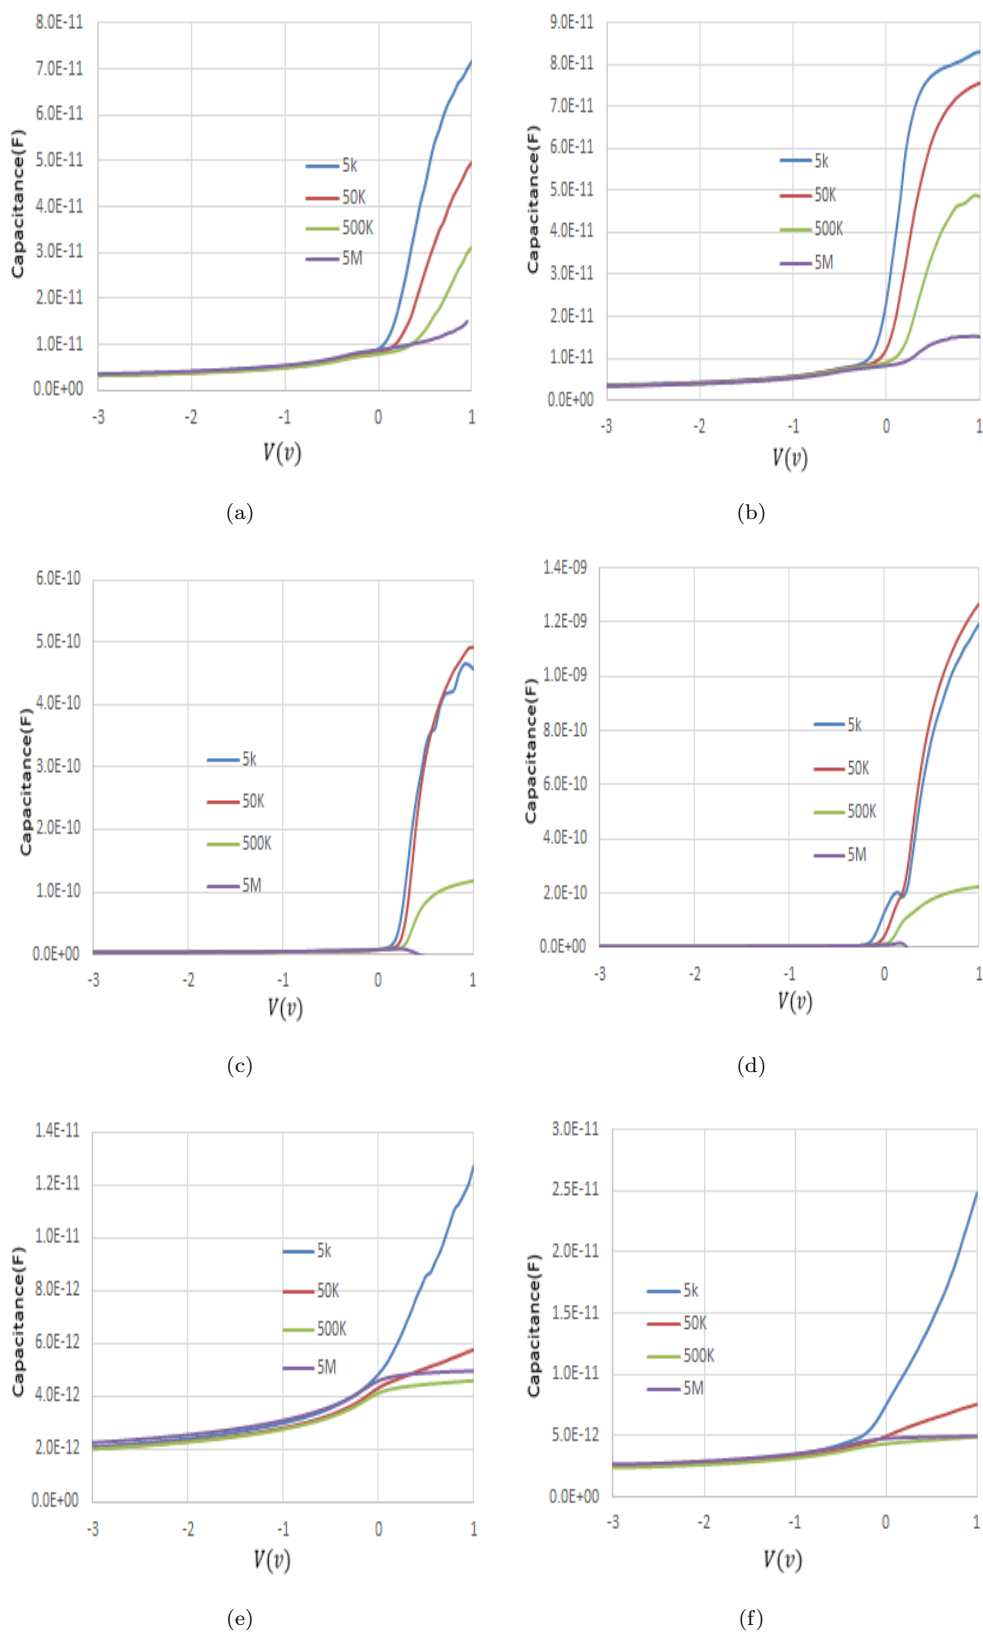 8.0E-11
7.0E-11
6.0E-11
5.0E-11
4.0E-11
3.0E-11
2.0E-11
1.0E-11
0.0E+00
Capacitance(F)
5k
50K
500K
5M
-3 -2 -1 0 1
V(v)
(a)
9.0E-11
8.0E-11
7.0E-11
6.0E-11
5.0E-11
4.0E-11
3.0E-11
2.0E-11
1.0E-11
0.0E+00
Capacitance(F)
5k
50K
500K
5M
-3 -2 -1 0 1
V(v)
(b)
6.0E-10
5.0E-10
4.0E-10
3.0E-10
2.0E-10
1.0E-10
0.0E+00
Capacitance(F)
5k
50K
500K
5M
-3 -2 -1 0 1
V(v)
(c)
1.4E-09
1.2E-09
1.0E-09
8.0E-10
6.0E-10
4.0E-10
2.0E-10
0.0E+00
Capacitance(F)
5k
50K
500K
5M
-3 -2 -1 0 1
V(v)
(d)
1.4E-11
1.2E-11
1.0E-11
8.0E-12
6.0E-12
4.0E-12
2.0E-12
0.0E+00
Capacitance(F)
5k
50K
500K
5M
-3 -2 -1 0 1
V(v)
(e)
3.0E-11
2.5E-11
2.0E-11
1.5E-11
1.0E-11
5.0E-12
0.0E+00
Capacitance(F)
5k
50K
500K
5M
-3 -2 -1 0 1
V(v)
(f)